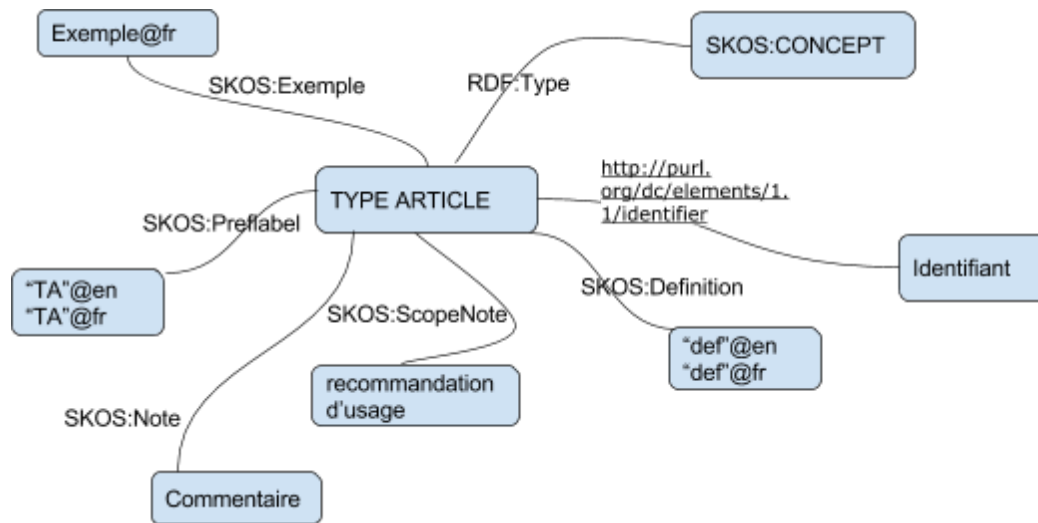 Exemple@fr
SKOS:CONCEPT
SKOS:Exemple
RDF:Type
http://purl.
org/dc/elements/1.
1/identifier
TYPE ARTICLE
SKOS:Preflabel
Identifiant
"TA"@en
"TA"@fr
SKOS:Definition
SKOS:ScopeNote
"def"@en
"def"@fr
recommandation
d'usage
SKOS:Note
Commentaire